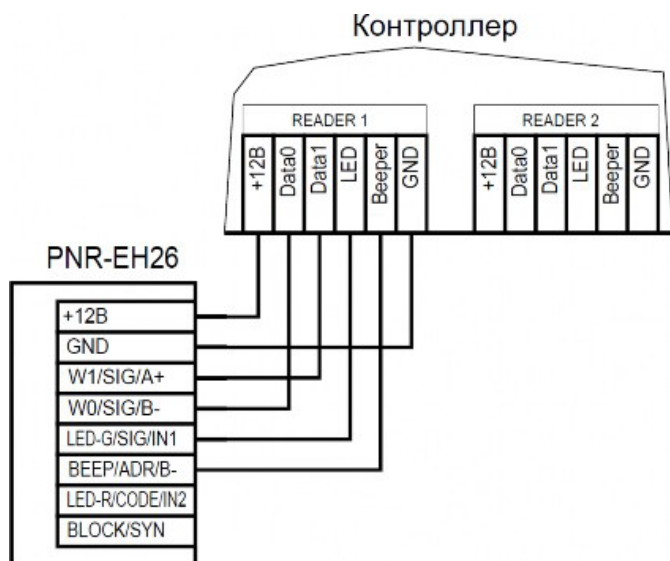 Контроллер
READER 1
READER 2
+12В
Data0
Data1
LED
Beeper
GND
+12В
Data0
Data1
LED
Beeper
GND
PNR-EH26
+12В
GND
W1/SIG/A+
W0/SIG/B-
LED-G/SIG/IN1
BEEP/ADR/B-
LED-R/CODE/IN2
BLOCK/SYN